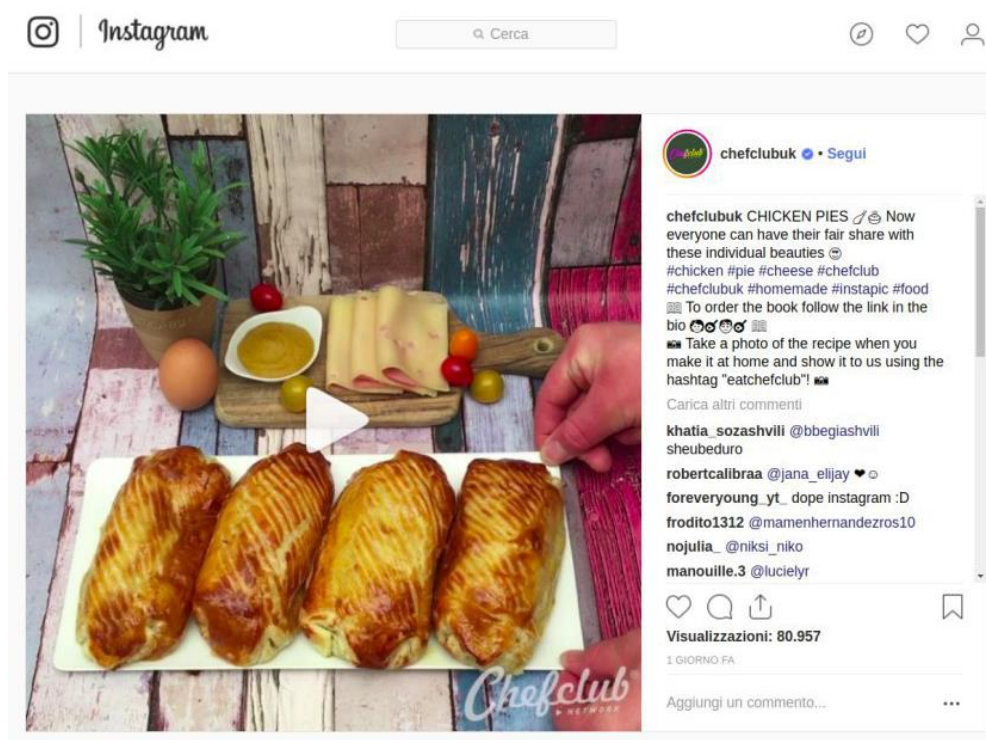 Instagram
Cerca
Chefclub
chefclubuk • Segui
chefclubuk CHICKEN PIES 🍗🥧 Now
everyone can have their fair share with
these individual beauties 😍
#chicken #pie #cheese #chefclub
#chefclubuk #homemade #instapic #food
📖 To order the book follow the link in the
bio 📖
📸 Take a photo of the recipe when you
make it at home and show it to us using the
hashtag "eatchefclub"! 📸
Carica altri commenti
khatia_sozashvili @bbegiashvili
sheubeduro
robertcalibraa @jana_elijay ❤☺
foreveryoung_yt_ dope instagram :D
frodito1312 @mamenhernandezros10
nojulia_ @niksi_niko
manouille.3 @lucielyr
Visualizzazioni: 80.957
1 GIORNO FA
Aggiungi un commento...
Chefclub
NETWORK